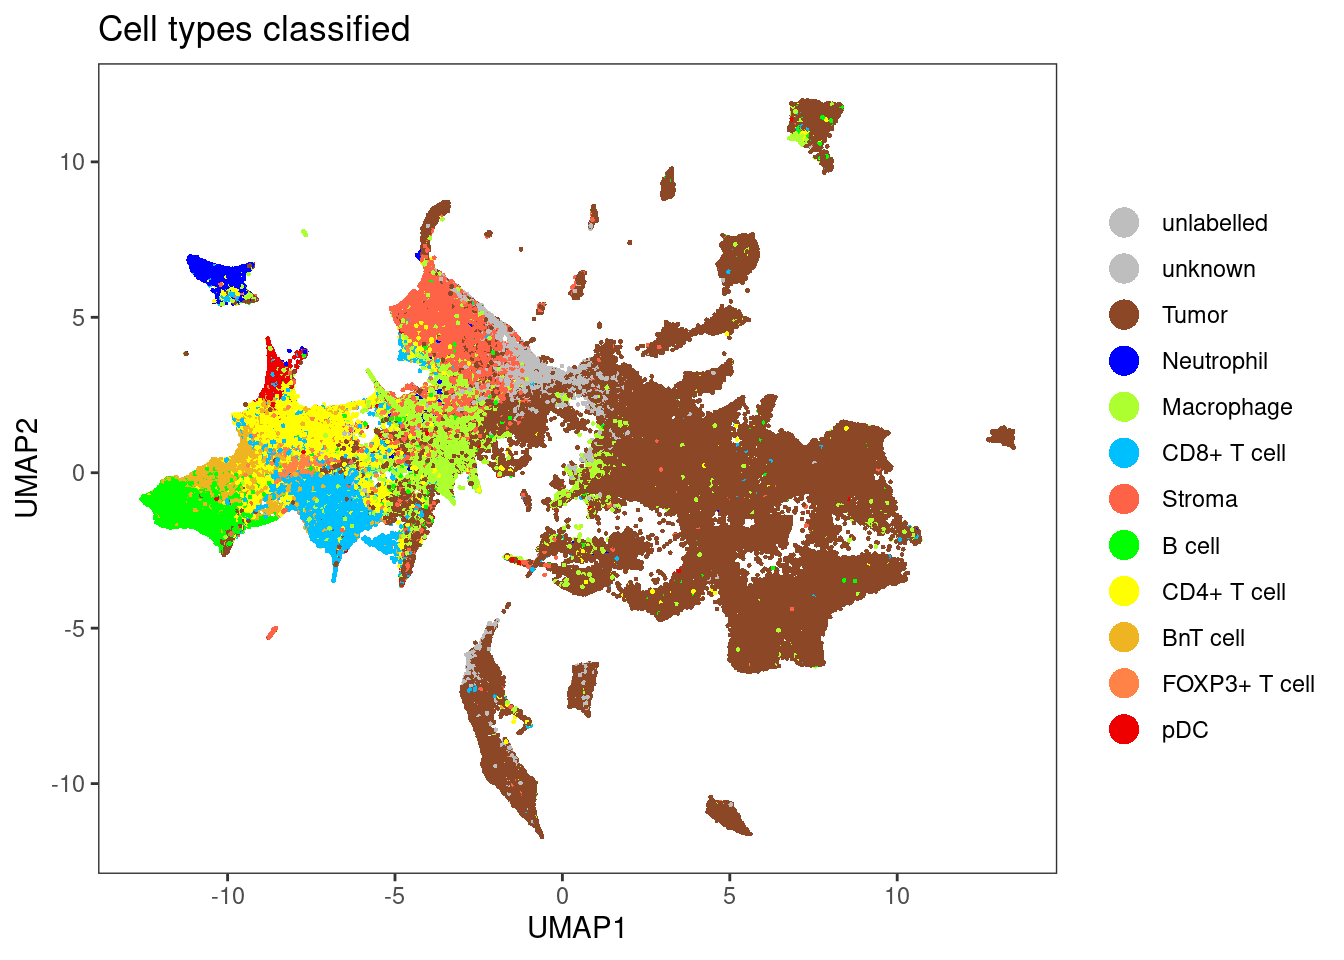 Cell types classified
10
5
0
-5
-10
UMAP2
-10
-5
0
5
10
UMAP1
unlabelled
unknown
Tumor
Neutrophil
Macrophage
CD8+ T cell
Stroma
B cell
CD4+ T cell
BnT cell
FOXP3+ T cell
pDC